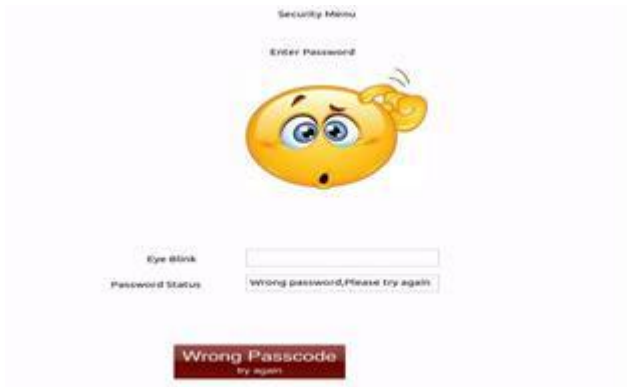 Security Menu
Enter Password
Eye Blink
Password Status
Wrong password,Please try again
Wrong Passcode
try again